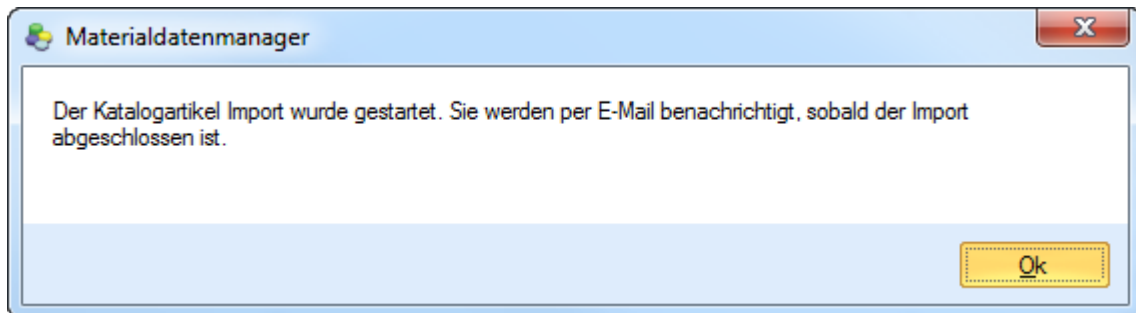 Materialdatenmanager
Der Katalogartikel Import wurde gestartet. Sie werden per E-Mail benachrichtigt, sobald der Import
abgeschlossen ist.
Ok